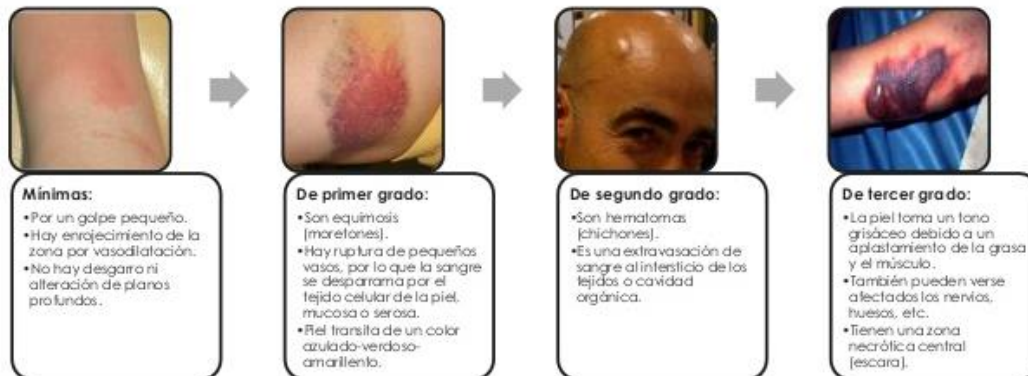 Mínimas:
•Por un golpe pequeño.
•Hay enrojecimiento de la
zona por vasodilatación.
•No hay desgarro ni
alteración de planos
profundos.
De primer grado:
•Son equimosis
(moretones).
•Hay ruptura de pequeños
vasos, por lo que la sangre
se desparrama por el
tejido celular de la piel,
mucosa o serosa.
•Piel transita de un color
azulado-verdoso-
amarillento.
De segundo grado:
•Son hematomas
(chichones).
•Es una extravasación de
sangre al intersticio de los
tejidos o cavidad
orgánica.
De tercer grado:
•La piel toma un tono
grisáceo debido a un
aplastamiento de la grasa
y el músculo.
•También pueden verse
afectados los nervios,
huesos, etc.
•Tienen una zona
necrótica central
(escara).